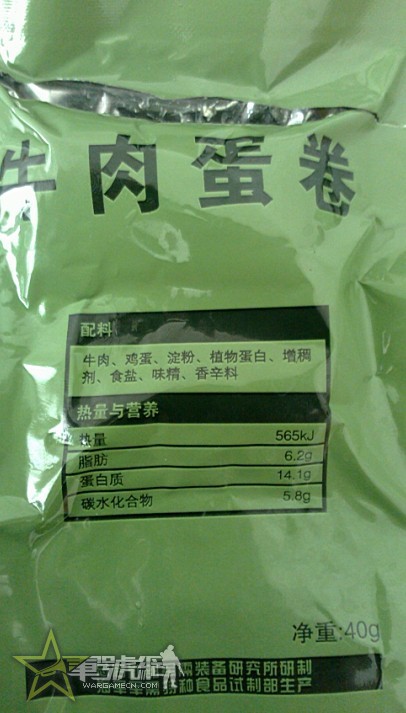 牛肉蛋卷
配料
牛肉、鸡蛋、淀粉、植物蛋白、增稠
剂、食盐、味精、香辛料
热量与营养
热量 565kJ
脂肪 6.2g
蛋白质 14.1g
碳水化合物 5.8g
净重:40g
装备研究所研制
种食品试制部生产
WARGAMECN.COM